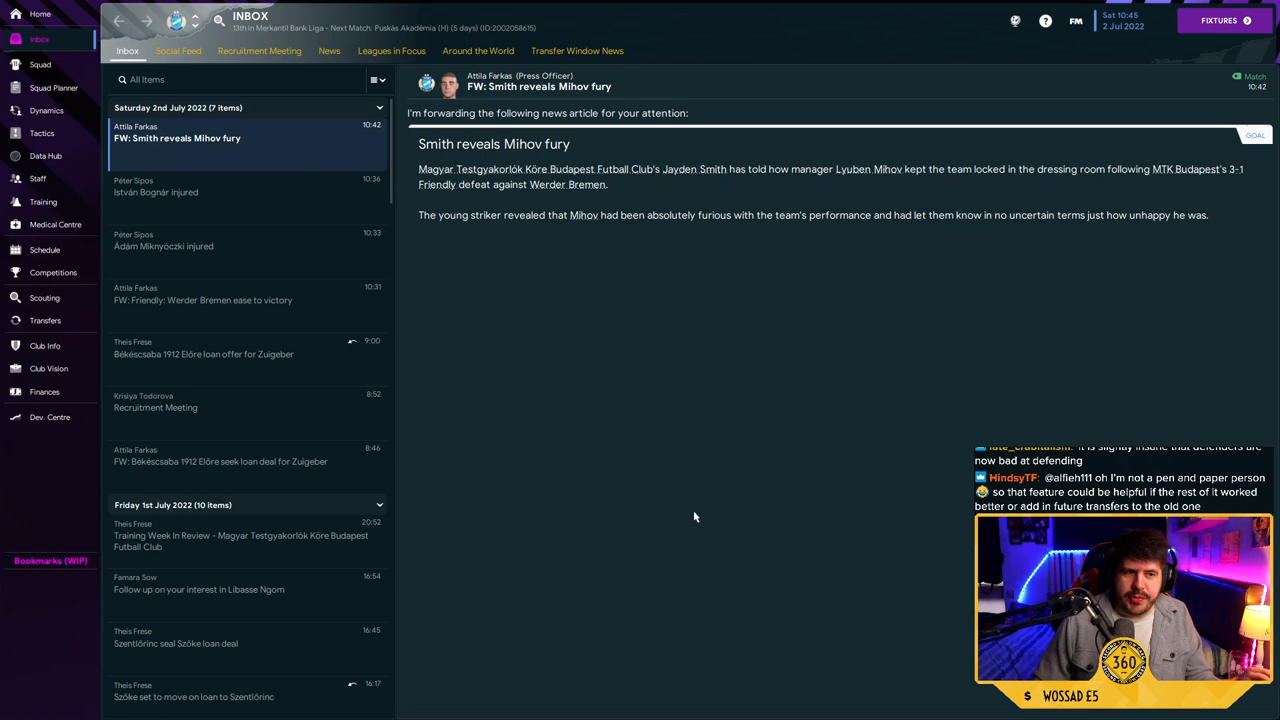 Home
Inbox
Squad
Squad Planner
Dynamics
Tactics
Data Hub
Staff
Training
Medical Centre
Schedule
Competitions
Scouting
Transfers
Club Info
Club Vision
Finances
Dev. Centre
Bookmarks (WIP)
INBOX
13th in Merkantil Bank Liga - Next Match: Puskás Akadémia (H) (5 days) (ID:2002058615)
? FM
Sat 10:45
2 Jul 2022
FIXTURES
Inbox Social Feed Recruitment Meeting News Leagues in Focus Around the World Transfer Window News
All Items
Saturday 2nd July 2022 (7 items)
Attila Farkas 10:42
FW: Smith reveals Mihov fury
Péter Sipos 10:36
István Bognár injured
Péter Sipos 10:33
Ádám Miknyóczki injured
Attila Farkas 10:31
FW: Friendly: Werder Bremen ease to victory
Theis Frese 9:00
Békéscsaba 1912 Előre loan offer for Zuigeber
Krisiya Todorova 8:52
Recruitment Meeting
Attila Farkas 8:46
FW: Békéscsaba 1912 Előre seek loan deal for Zuigeber
Friday 1st July 2022 (10 items)
Theis Frese 20:52
Training Week In Review - Magyar Testgyakorlók Köre Budapest
Futball Club
Famara Sow 16:54
Follow up on your interest in Libasse Ngom
Theis Frese 16:45
Szentlőrinc seal Szőke loan deal
Theis Frese 16:17
Szőke set to move on loan to Szentlőrinc
Attila Farkas (Press Officer)
FW: Smith reveals Mihov fury
Match
10:42
I'm forwarding the following news article for your attention:
GOAL
Smith reveals Mihov fury
Magyar Testgyakorlók Köre Budapest Futball Club's Jayden Smith has told how manager Lyuben Mihov kept the team locked in the dressing room following MTK Budapest's 3-1
Friendly defeat against Werder Bremen.
The young striker revealed that Mihov had been absolutely furious with the team's performance and had let them know in no uncertain terms just how unhappy he was.
late_crabitalism: it is slightly insane that defenders are
now bad at defending
HindsyTF: @alfieh111 oh I'm not a pen and paper person
so that feature could be helpful if the rest of it worked
better or add in future transfers to the old one
360
$ WOSSAD £5